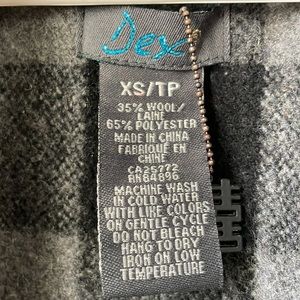 Dex
XS/TP
35% WOOL/
LAINE
65% POLYESTER
MADE IN CHINA
FABRIQUÉ EN
CHINE
CA25772
RN84896
MACHINE WASH
IN COLD WATER
WITH LIKE COLORS
ON GENTLE CYCLE
DO NOT BLEACH
HANG TO DRY
IRON ON LOW
TEMPERATURE